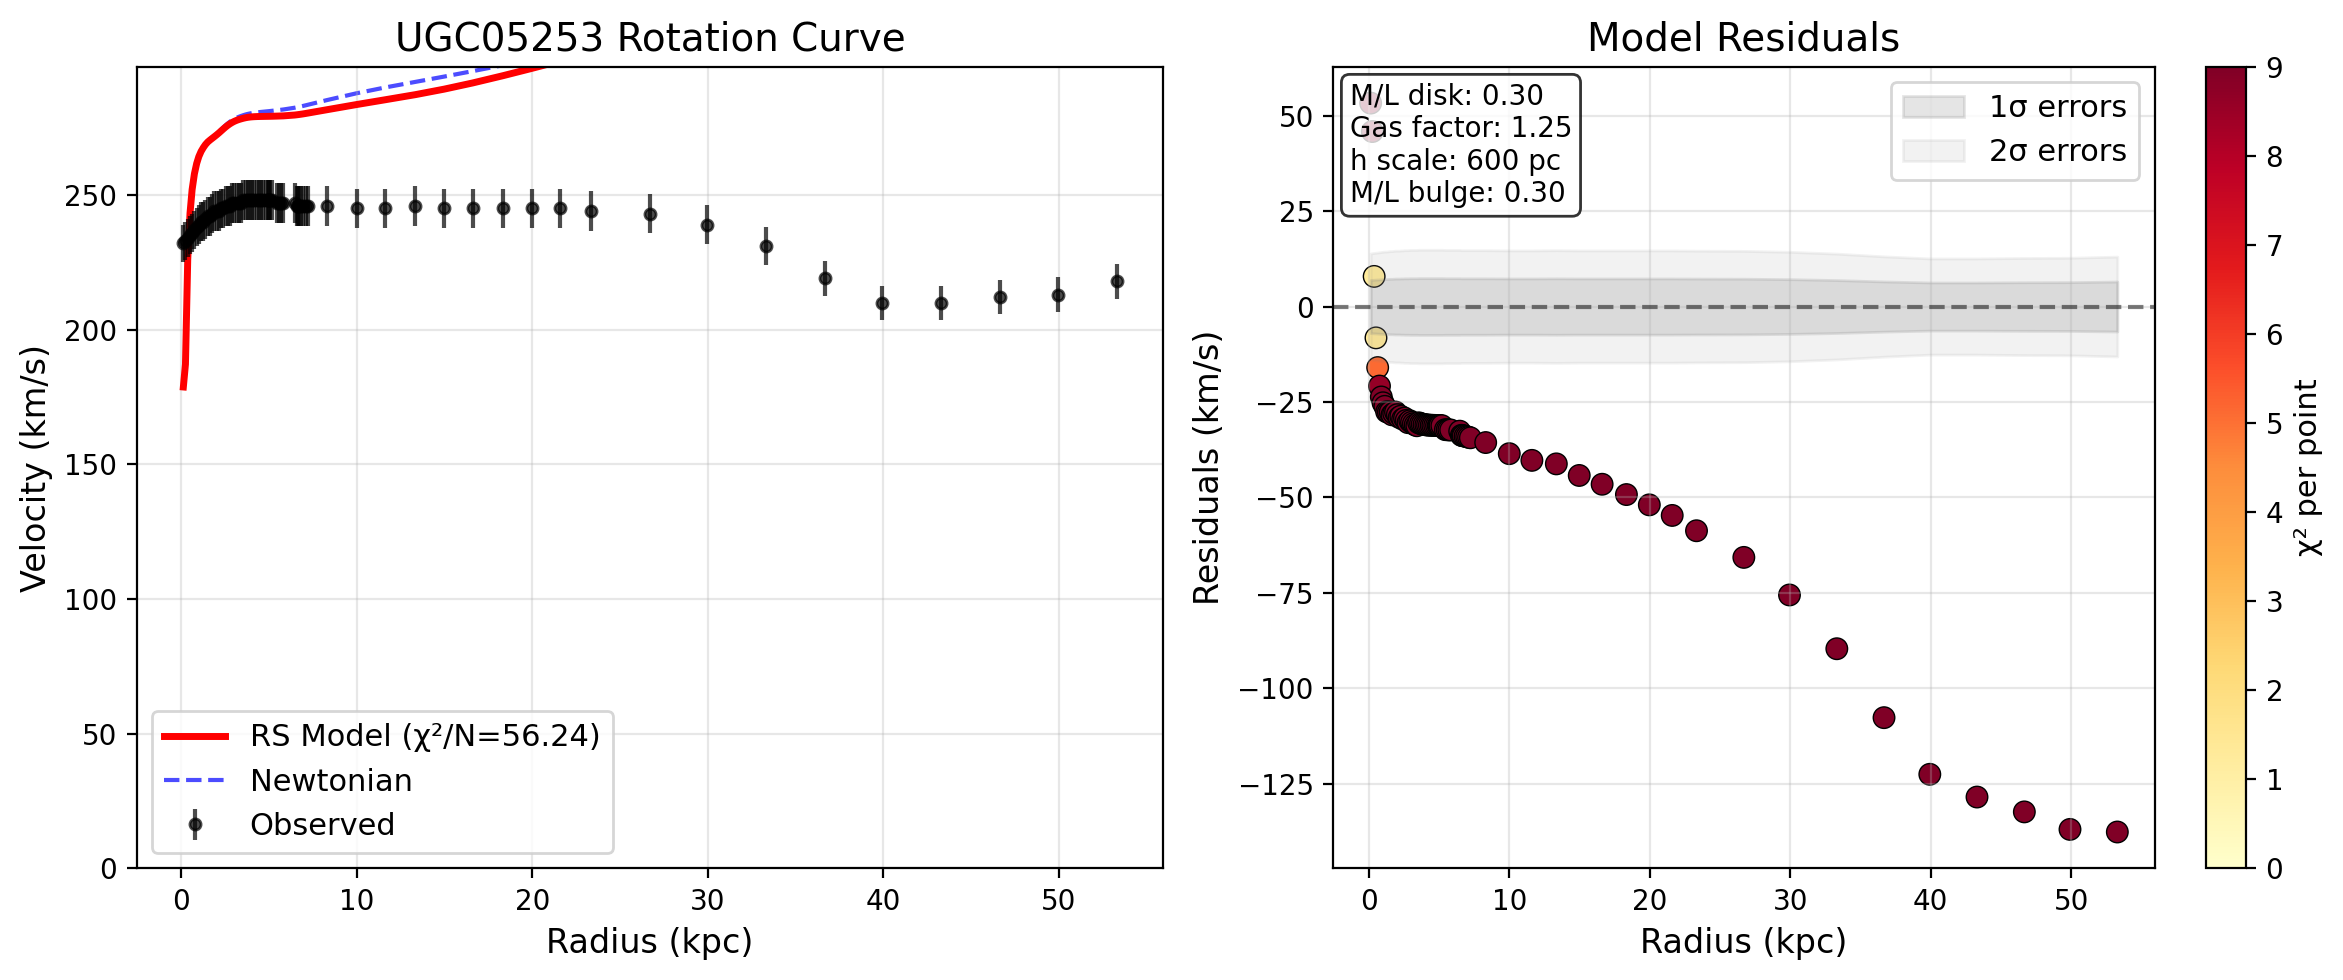 UGC05253 Rotation Curve
Velocity (km/s)
250
200
150
100
50
0
RS Model (χ²/N=56.24)
Newtonian
Observed
0 10 20 30 40 50
Radius (kpc)
Model Residuals
Residuals (km/s)
50
25
0
−25
−50
−75
−100
−125
M/L disk: 0.30
Gas factor: 1.25
h scale: 600 pc
M/L bulge: 0.30
1σ errors
2σ errors
0 10 20 30 40 50
Radius (kpc)
9
8
7
6
5
4
3
2
1
0
χ² per point